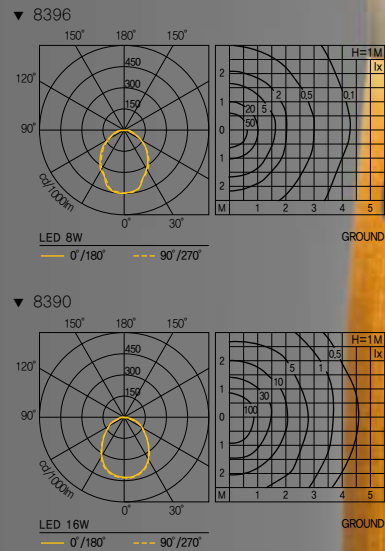 ▼ 8396
150° 180° 150°
450
300
150
120°
90°
cd/1000lm
0° 30°
LED 8W
0°/180° 90°/270°
H=1M
lx
2
1
0
1
2
M 1 2 3 4 5
50
20 5 2 0,5 0,1
GROUND
▼ 8390
150° 180° 150°
450
300
150
120°
90°
cd/1000lm
0° 30°
LED 16W
0°/180° 90°/270°
H=1M
lx
2
1
0
1
2
M 1 2 3 4 5
100
30 10 5 1 0,5
GROUND